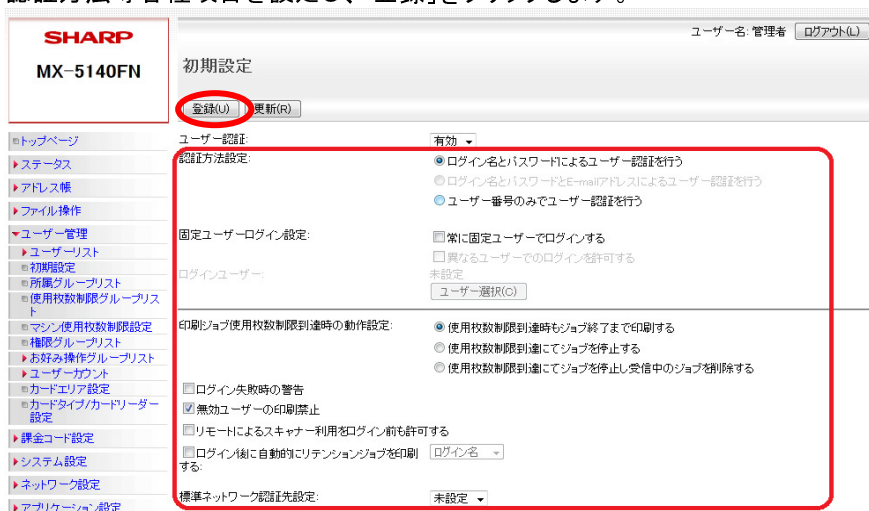 認証方法等各種項目を設定し、「登録」をクリックします。
SHARP
MX-5140FN
ユーザー名: 管理者 ログアウト(L)
初期設定
登録(U) 更新(R)
トップページ
ステータス
アドレス帳
ファイル操作
ユーザー管理
ユーザーリスト
初期設定
所属グループリスト
使用枚数制限グループリス
ト
マシン使用枚数制限設定
権限グループリスト
お好み操作グループリスト
ユーザーカウント
カードエリア設定
カードタイプ/カードリーダー
設定
課金コード設定
システム設定
ネットワーク設定
アプリケーション設定
ユーザー認証: 有効
認証方法設定: ログイン名とパスワードによるユーザー認証を行う
ログイン名とパスワードとE-mailアドレスによるユーザー認証を行う
ユーザー番号のみでユーザー認証を行う
固定ユーザーログイン設定: 常に固定ユーザーでログインする
異なるユーザーでのログインを許可する
ログインユーザー: 未設定
ユーザー選択(C)
印刷ジョブ使用枚数制限到達時の動作設定: 使用枚数制限到達時もジョブ終了まで印刷する
使用枚数制限到達にてジョブを停止する
使用枚数制限到達にてジョブを停止し受信中のジョブを削除する
ログイン失敗時の警告
無効ユーザーの印刷禁止
リモートによるスキャナー利用をログイン前も許可する
ログイン後に自動的にリテンションジョブを印刷 ログイン名
する:
標準ネットワーク認証先設定: 未設定